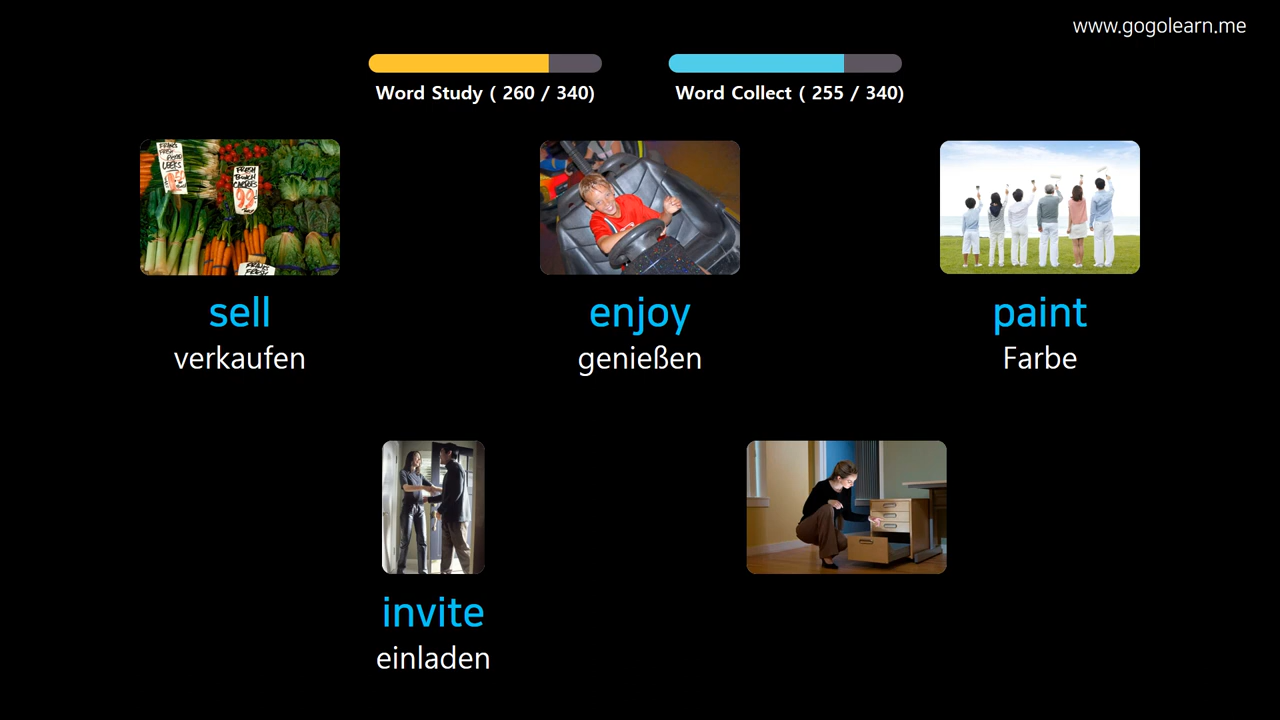 www.gogolearn.me
Word Study ( 260 / 340)
Word Collect ( 255 / 340)
sell
verkaufen
enjoy
genießen
paint
Farbe
invite
einladen